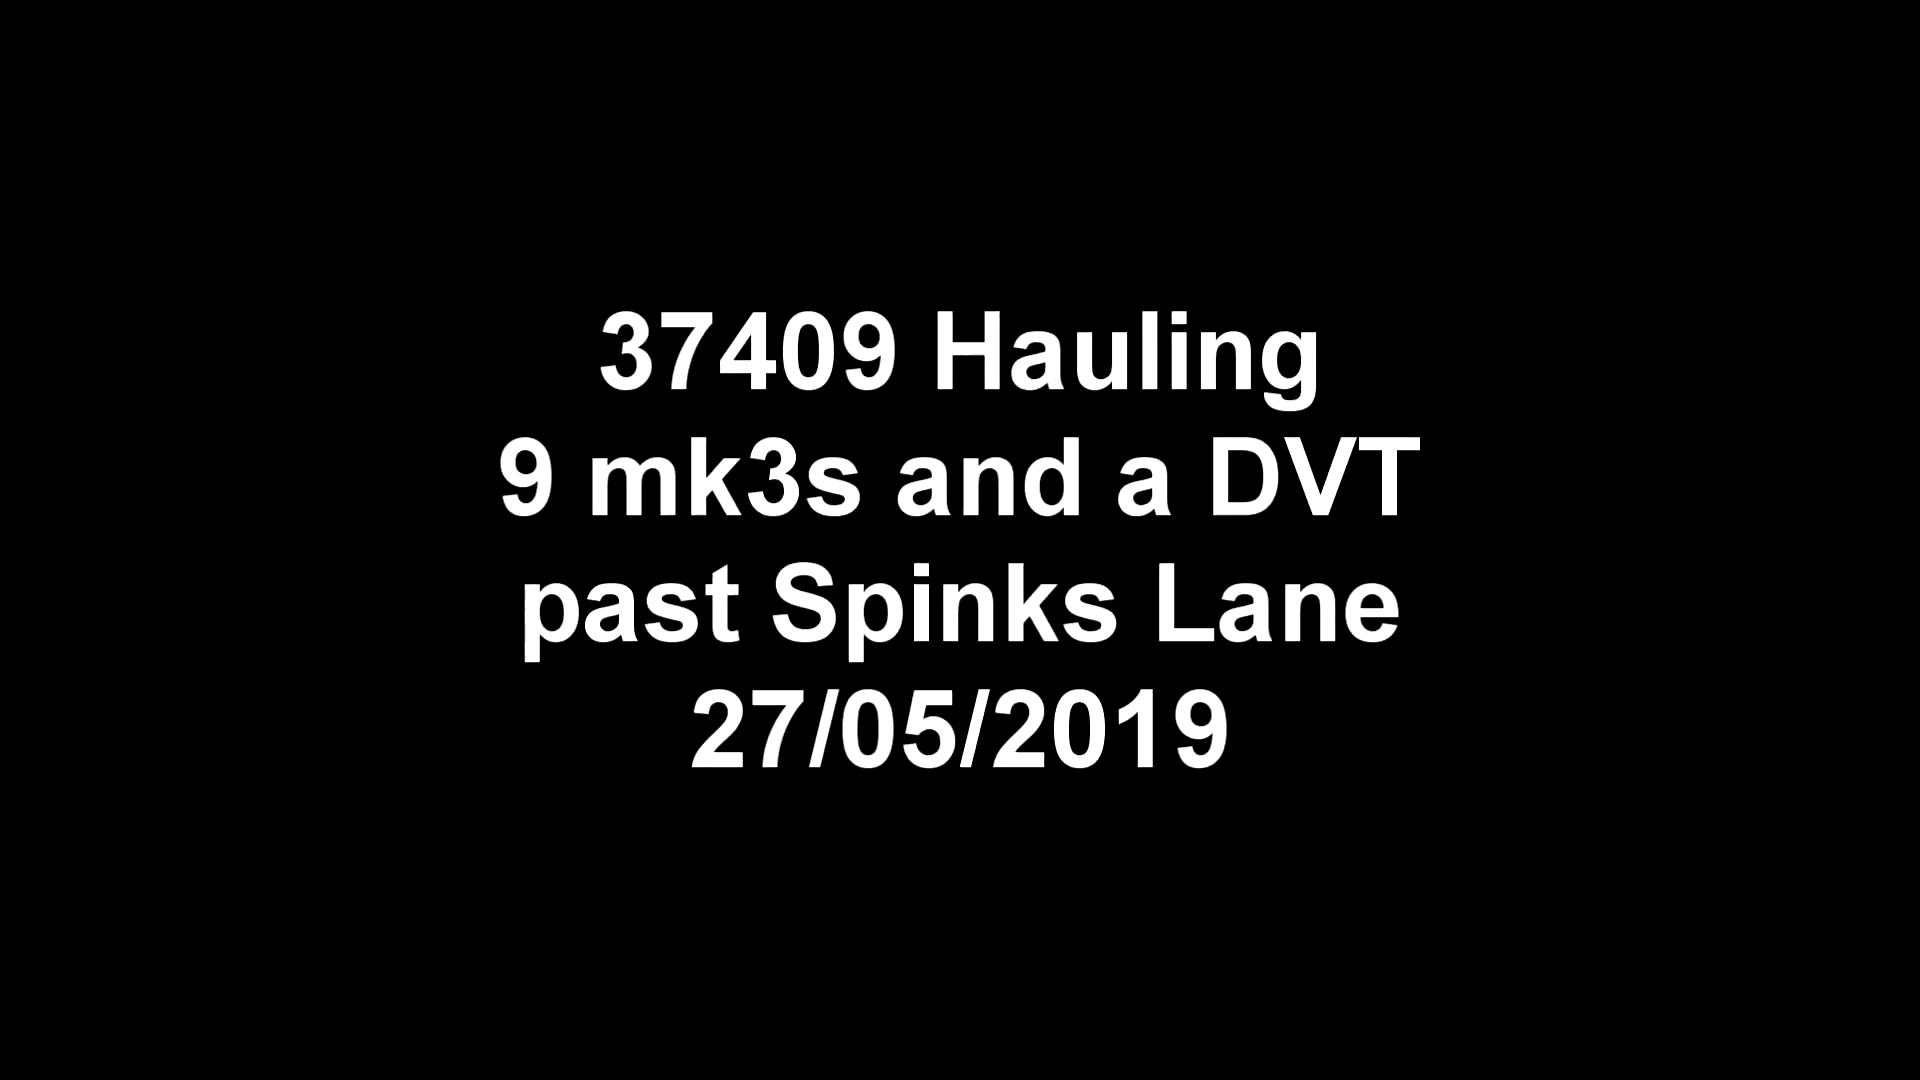 37409 Hauling
9 mk3s and a DVT
past Spinks Lane
27/05/2019